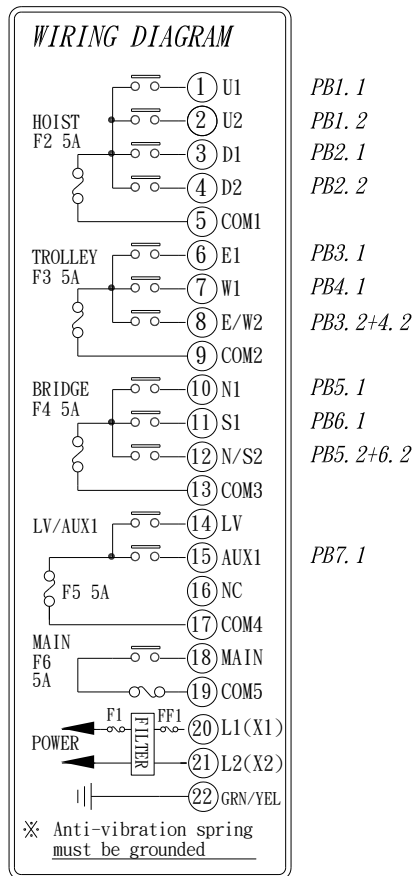 WIRING DIAGRAM
1 U1 PB1.1
HOIST 2 U2 PB1.2
F2 5A 3 D1 PB2.1
4 D2 PB2.2
5 COM1
TROLLEY 6 E1 PB3.1
F3 5A 7 W1 PB4.1
8 E/W2 PB3.2+4.2
9 COM2
BRIDGE 10 N1 PB5.1
F4 5A 11 S1 PB6.1
12 N/S2 PB5.2+6.2
13 COM3
LV/AUX1 14 LV
15 AUX1 PB7.1
F5 5A 16 NC
17 COM4
MAIN
F6 18 MAIN
5A
19 COM5
F1 FF1 20 L1(X1)
POWER FILTER
21 L2(X2)
22 GRN/YEL
※ Anti-vibration spring
must be grounded